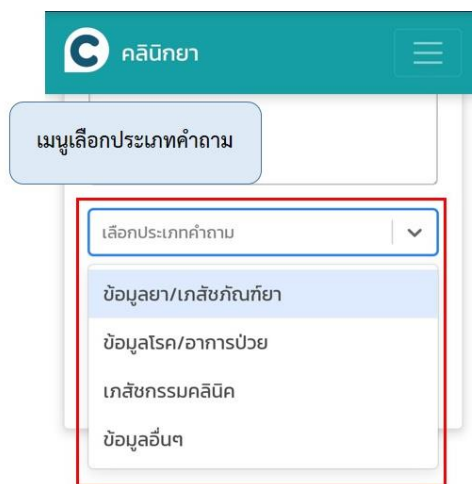 C คลินิกยา
เมนูเลือกประเภทคำถาม
เลือกประเภทคำถาม
ข้อมูลยา/เภสัชภัณฑ์ยา
ข้อมูลโรค/อาการป่วย
เภสัชกรรมคลินิค
ข้อมูลอื่นๆ